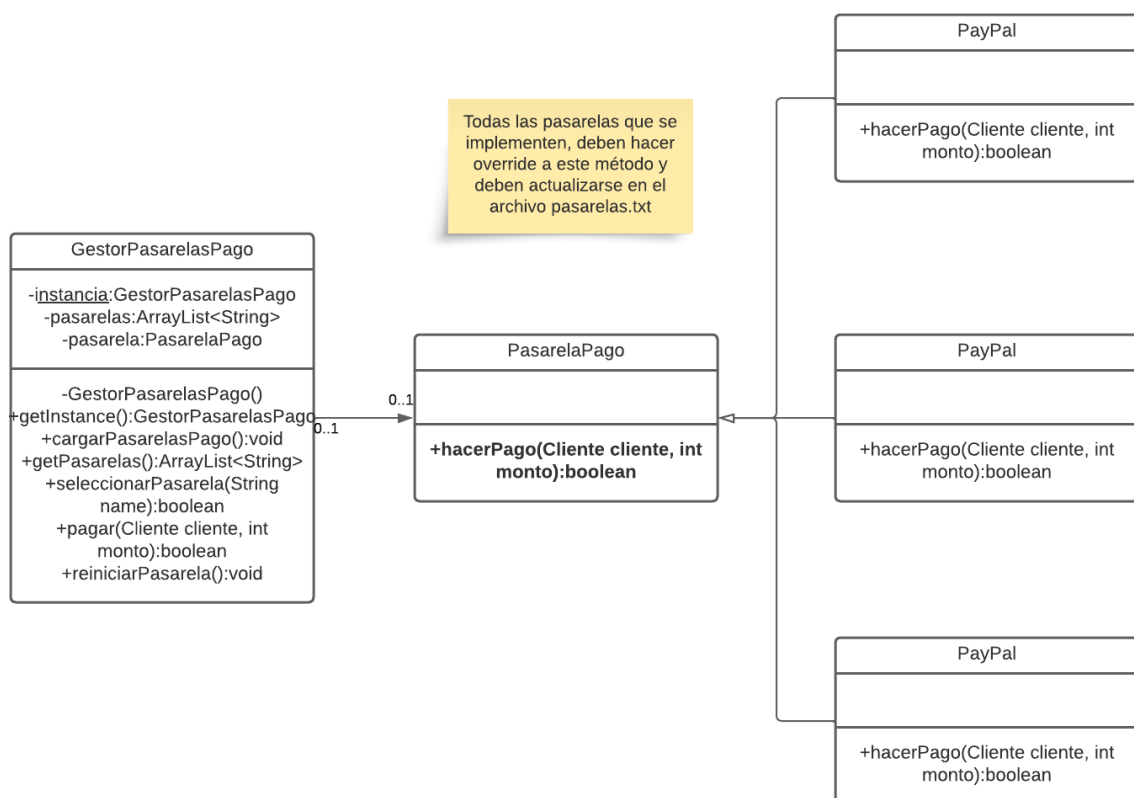 PayPal
+hacerPago(Cliente cliente, int
monto):boolean
Todas las pasarelas que se
implementen, deben hacer
override a este método y
deben actualizarse en el
archivo pasarelas.txt
GestorPasarelasPago
-instancia:GestorPasarelasPago
-pasarelas:ArrayList<String>
-pasarela:PasarelaPago
-GestorPasarelasPago()
+getInstance():GestorPasarelasPago
+cargarPasarelasPago():void
+getPasarelas():ArrayList<String>
+seleccionarPasarela(String
name):boolean
+pagar(Cliente cliente, int
monto):boolean
+reiniciarPasarela():void
0..1
0..1
PasarelaPago
+hacerPago(Cliente cliente, int
monto):boolean
PayPal
+hacerPago(Cliente cliente, int
monto):boolean
PayPal
+hacerPago(Cliente cliente, int
monto):boolean